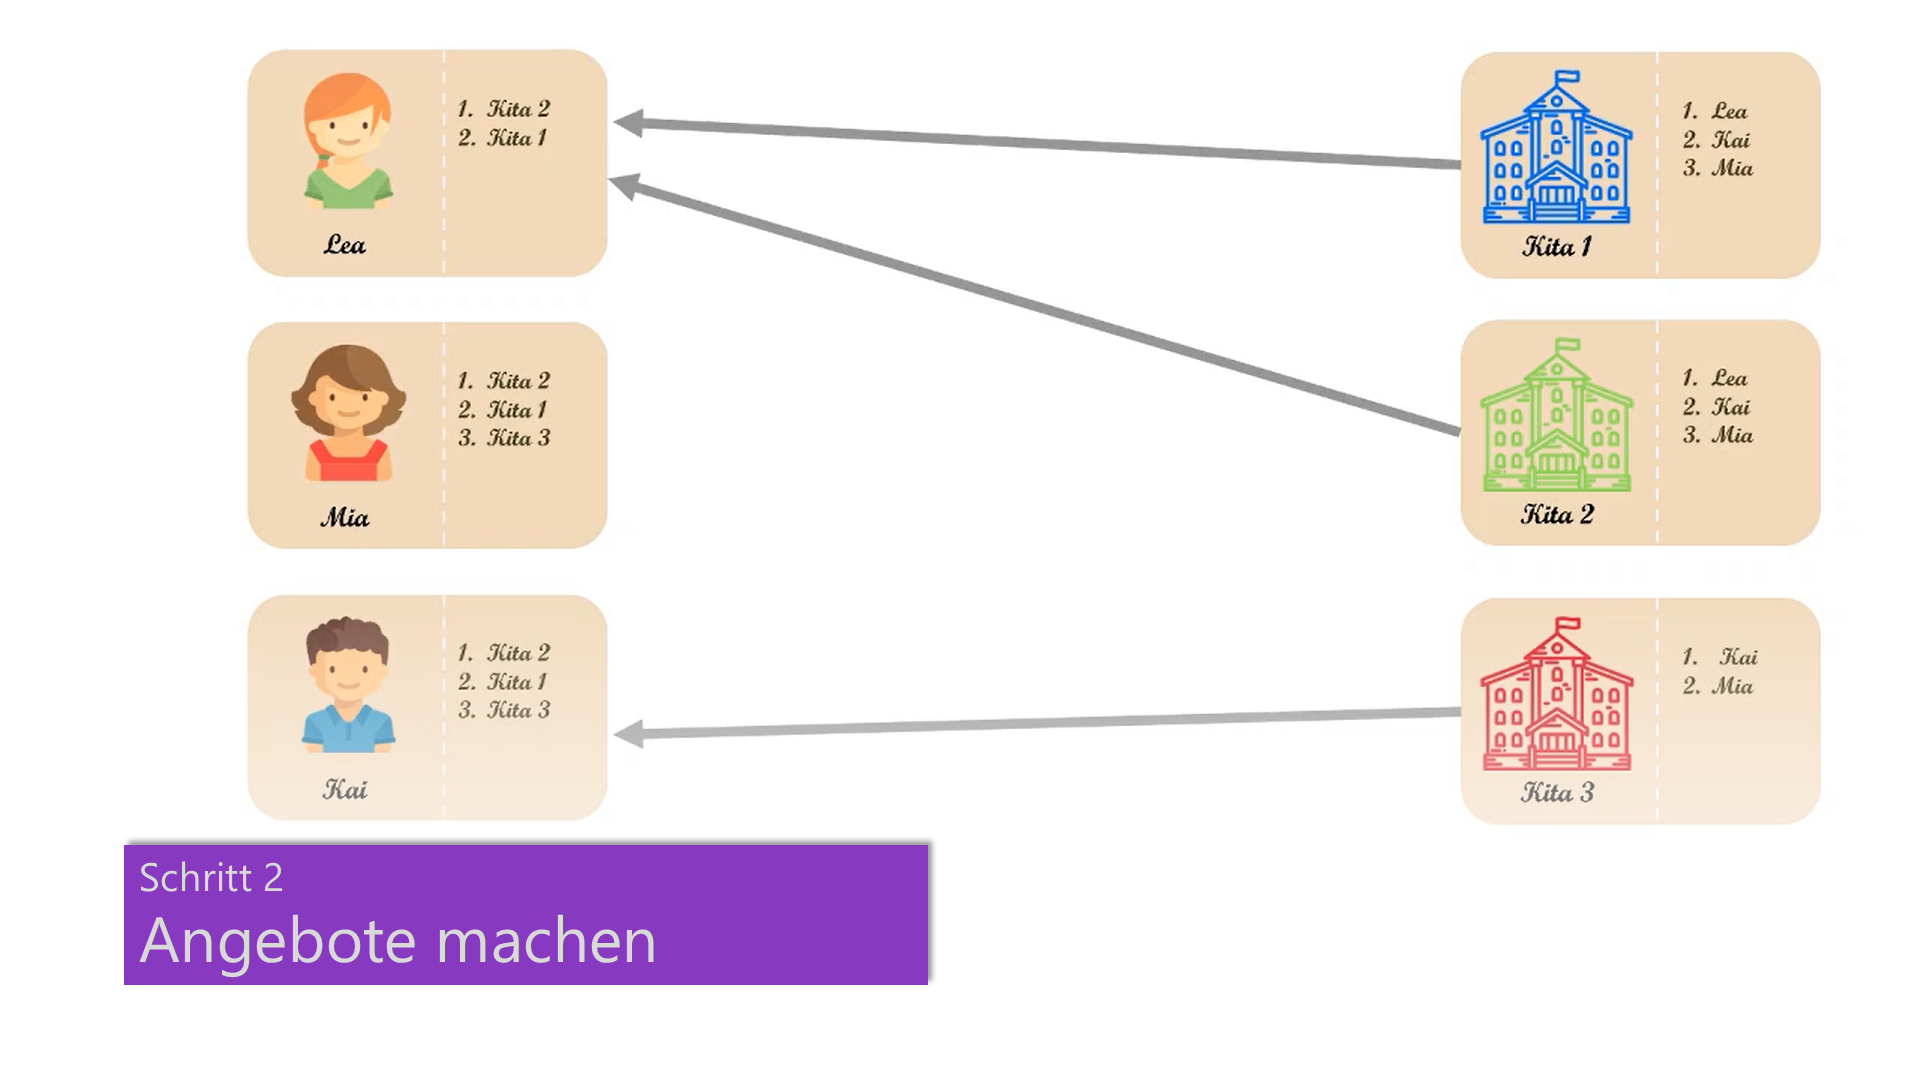 1. Kita 2
2. Kita 1
Lea
1. Lea
2. Kai
3. Mia
Kita 1
1. Kita 2
2. Kita 1
3. Kita 3
Mia
1. Lea
2. Kai
3. Mia
Kita 2
1. Kita 2
2. Kita 1
3. Kita 3
Kai
1. Kai
2. Mia
Kita 3
Schritt 2
Angebote machen